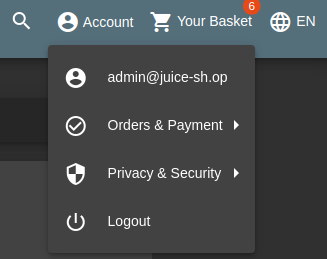 Account
Your Basket
6
EN
admin@juice-sh.op
Orders & Payment
Privacy & Security
Logout